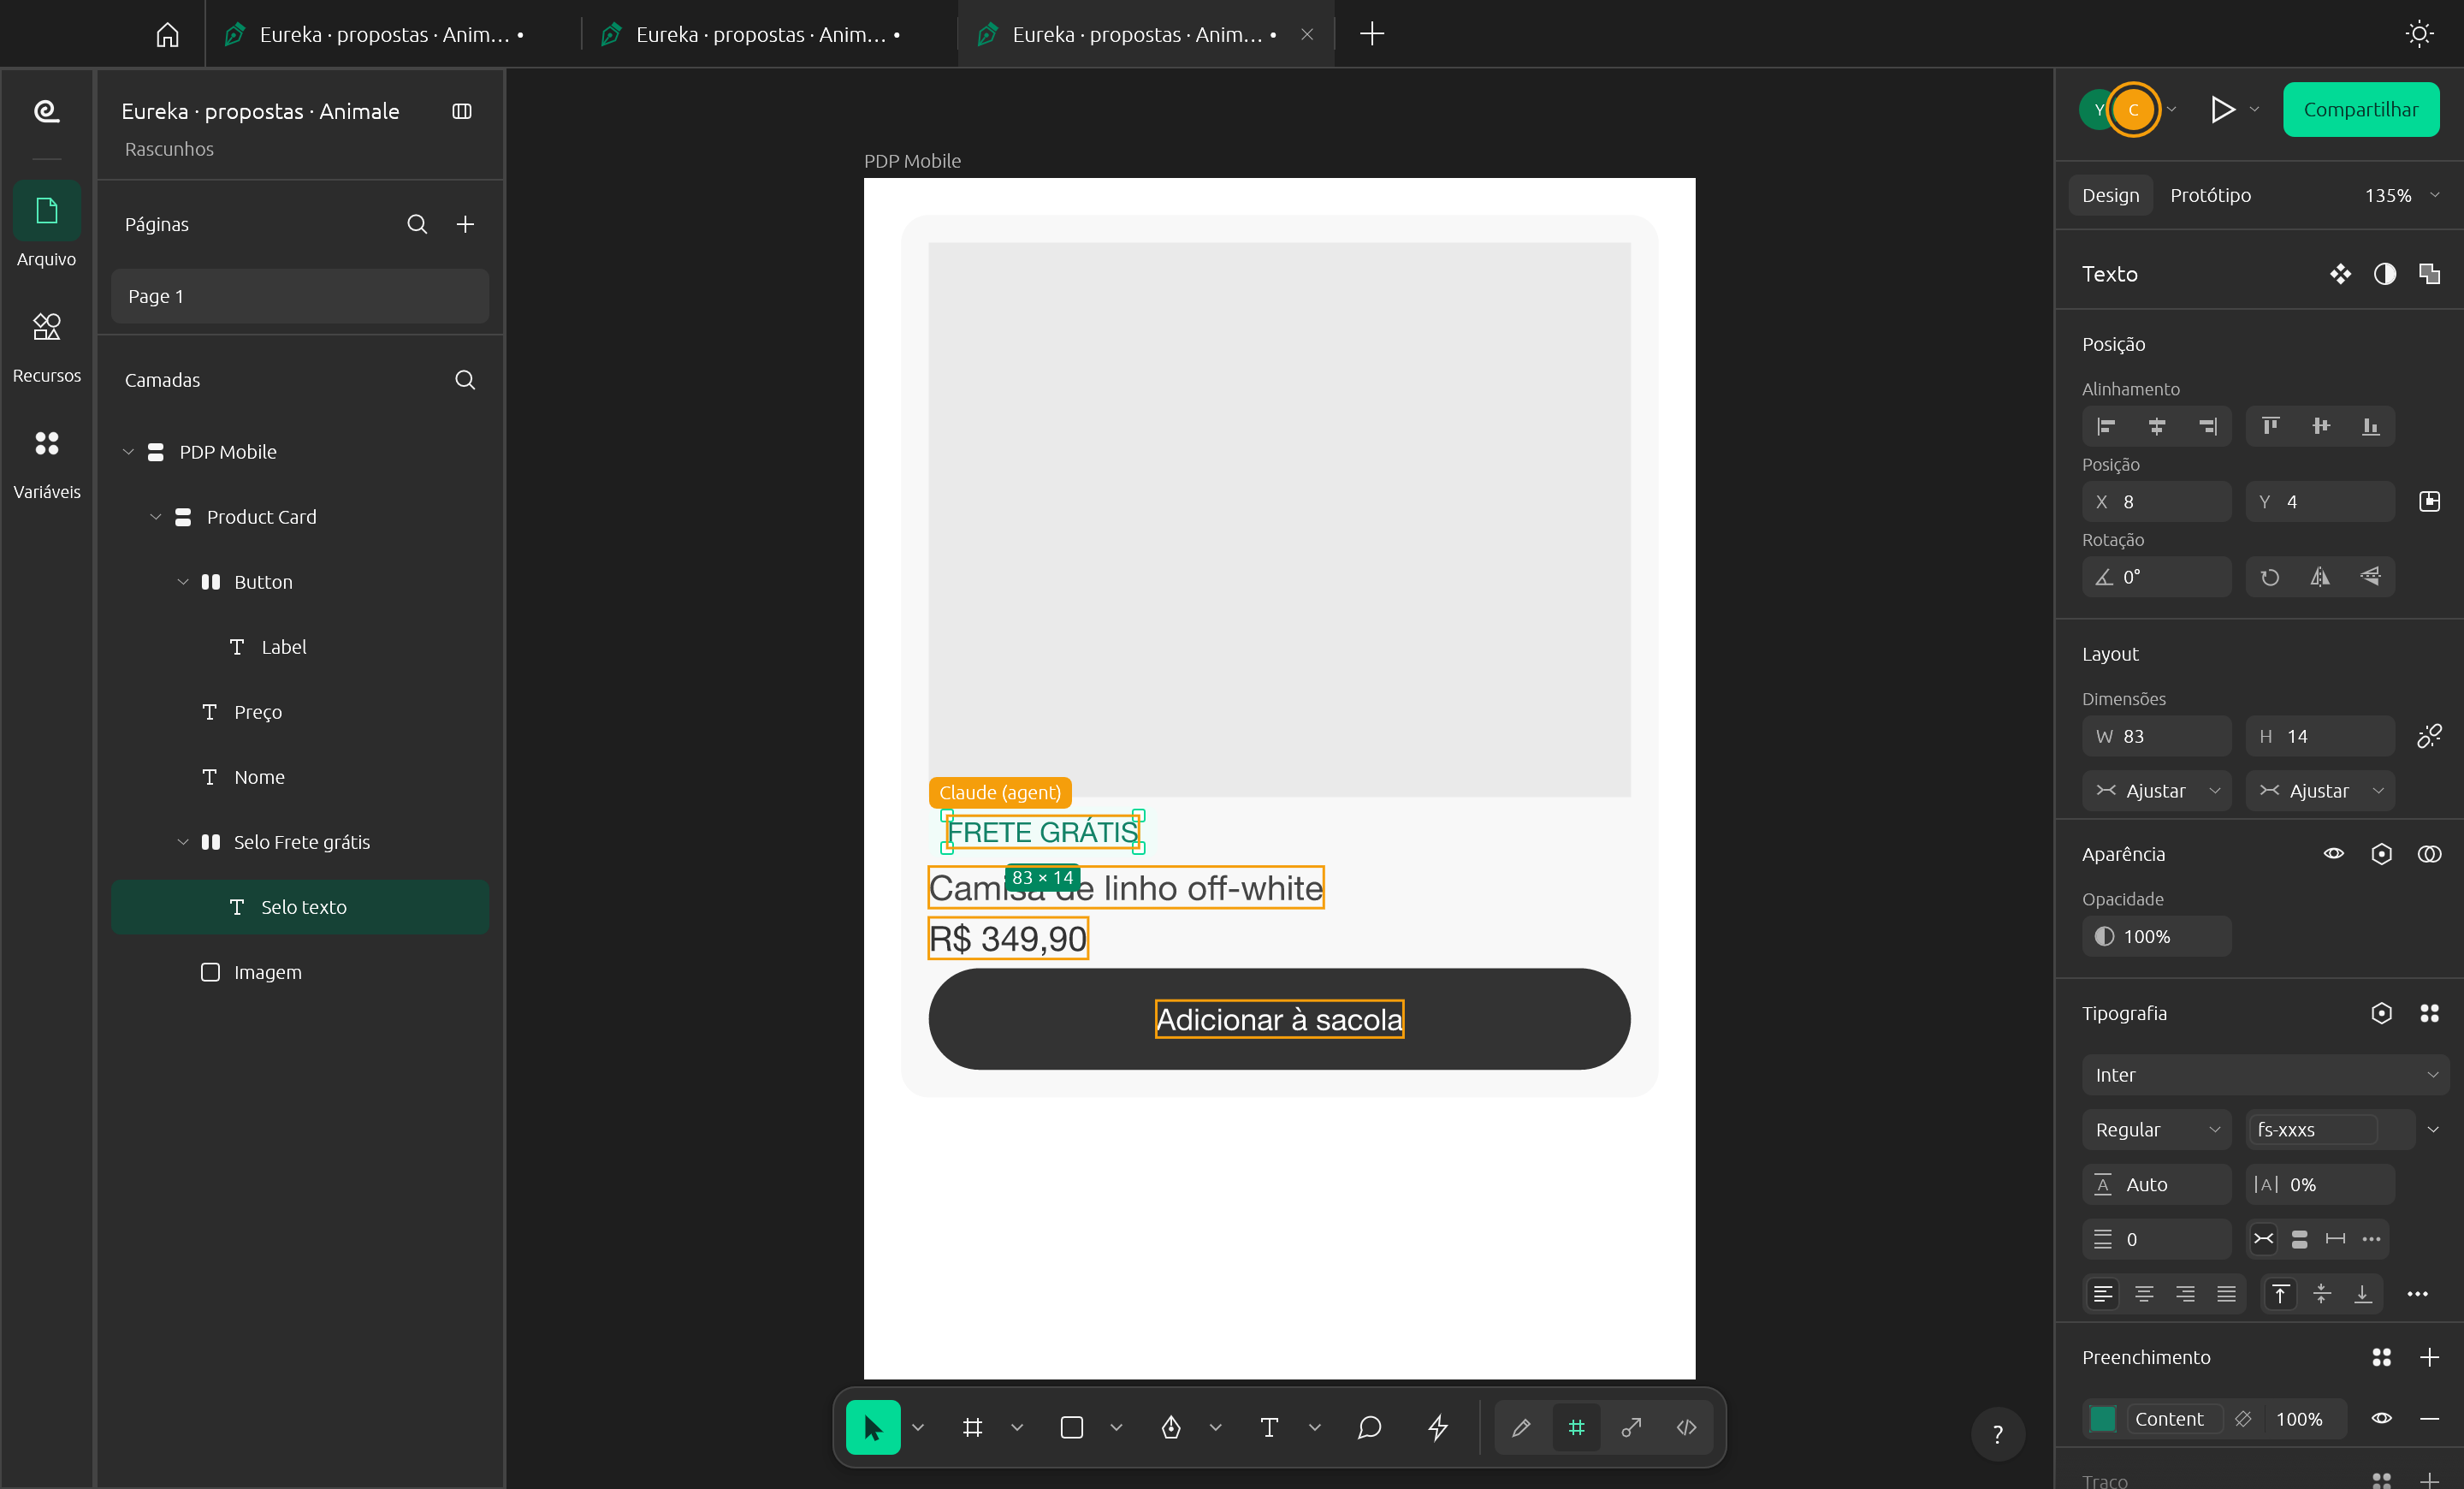 Eureka · propostas · Anim... •
Eureka · propostas · Anim... •
Eureka · propostas · Anim... •
Eureka · propostas · Animale
Rascunhos
Arquivo
Recursos
Variáveis
Páginas
Page 1
Camadas
PDP Mobile
Product Card
Button
Label
Preço
Nome
Selo Frete grátis
Selo texto
Imagem
PDP Mobile
Claude (agent)
FRETE GRÁTIS
83 × 14
Camisa de linho off-white
R$ 349,90
Adicionar à sacola
?
Y
C
Compartilhar
Design
Protótipo
135%
Texto
Posição
Alinhamento
Posição
X 8
Y 4
Rotação
0°
Layout
Dimensões
W 83
H 14
Ajustar
Ajustar
Aparência
Opacidade
100%
Tipografia
Inter
Regular
fs-xxxs
Auto
0%
0
Preenchimento
Content
100%
Traço